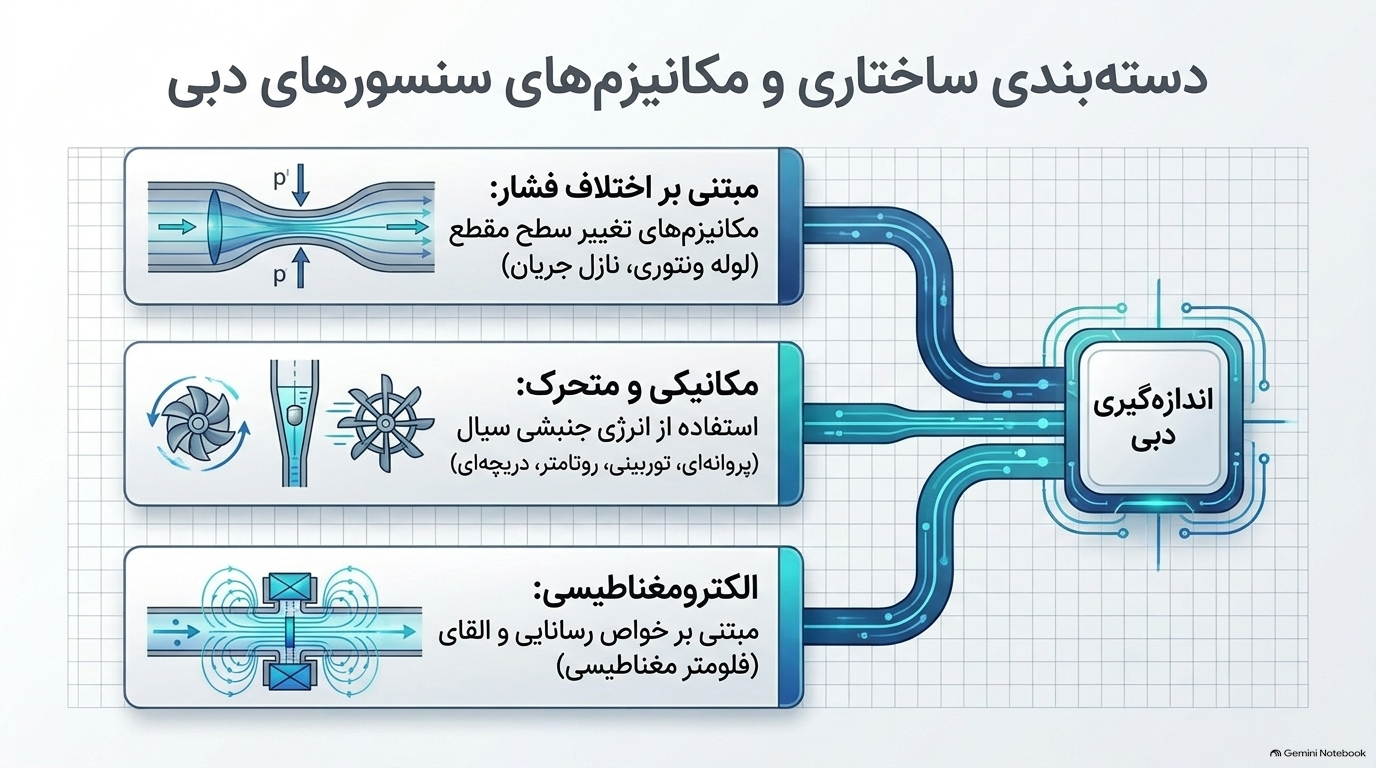 دسته‌بندی ساختاری و مکانیزم‌های سنسورهای دبی
مبتنی بر اختلاف فشار:
مکانیزم‌های تغییر سطح مقطع
(لوله ونتوری، نازل جریان)
p'
p
مکانیکی و متحرک:
استفاده از انرژی جنبشی سیال
(پروانه‌ای، توربینی، روتامتر، دریچه‌ای)
الکترومغناطیسی:
مبتنی بر خواص رسانایی و القای
(فلومتر مغناطیسی)
اندازه‌گیری
دبی
Gemini Notebook